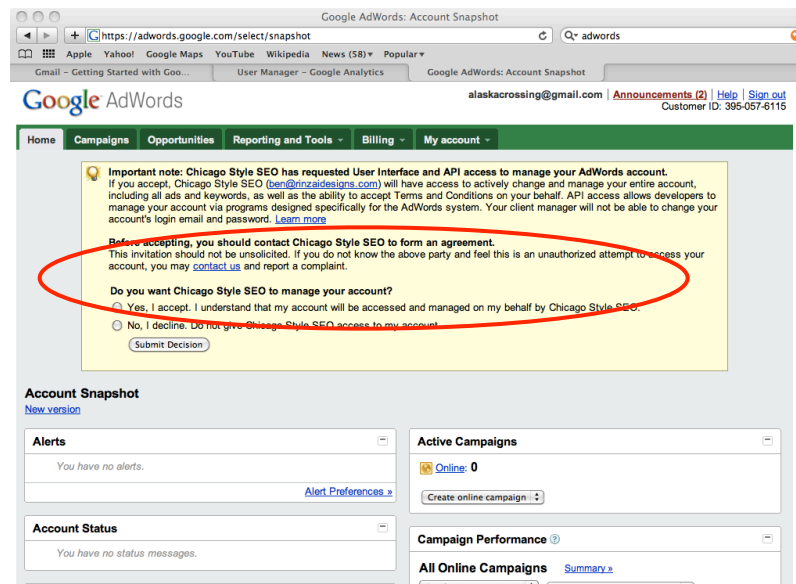 Google AdWords: Account Snapshot
https://adwords.google.com/select/snapshot
adwords
Apple Yahoo! Google Maps YouTube Wikipedia News (58) Popular
Gmail – Getting Started with Goo...
User Manager – Google Analytics
Google AdWords: Account Snapshot
Google AdWords
alaskacrossing@gmail.com | Announcements (2) | Help | Sign out
Customer ID: 395-057-6115
Home Campaigns Opportunities Reporting and Tools Billing My account
Important note: Chicago Style SEO has requested User Interface and API access to manage your AdWords account.
If you accept, Chicago Style SEO (ben@rinzaidesigns.com) will have access to actively change and manage your entire account,
including all ads and keywords, as well as the ability to accept Terms and Conditions on your behalf. API access allows developers to
manage your account via programs designed specifically for the AdWords system. Your client manager will not be able to change your
account's login email and password. Learn more
Before accepting, you should contact Chicago Style SEO to form an agreement.
This invitation should not be unsolicited. If you do not know the above party and feel this is an unauthorized attempt to access your
account, you may contact us and report a complaint.
Do you want Chicago Style SEO to manage your account?
Yes, I accept. I understand that my account will be accessed and managed on my behalf by Chicago Style SEO.
No, I decline. Do not give Chicago Style SEO access to my account.
Submit Decision
Account Snapshot
New version
Alerts
You have no alerts.
Alert Preferences »
Active Campaigns
Online: 0
Create online campaign
Account Status
You have no status messages.
Campaign Performance
All Online Campaigns Summary »